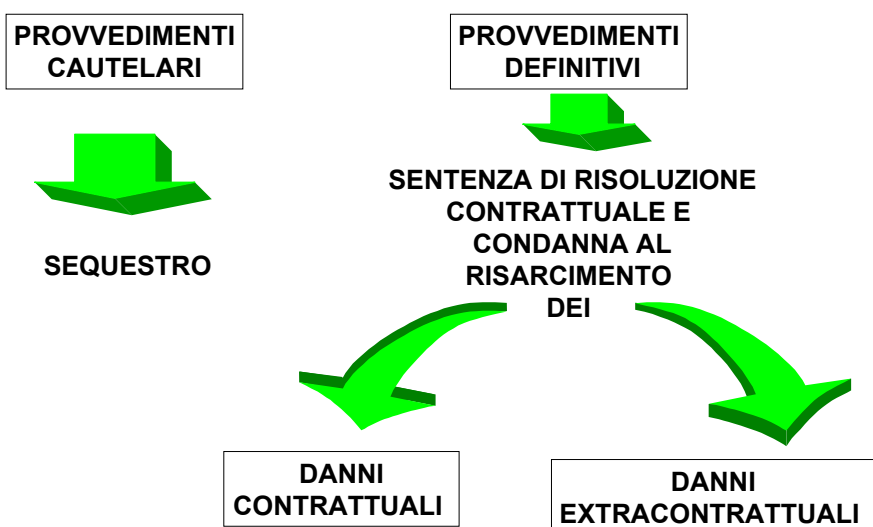 PROVVEDIMENTI
CAUTELARI
SEQUESTRO
PROVVEDIMENTI
DEFINITIVI
SENTENZA DI RISOLUZIONE
CONTRATTUALE E
CONDANNA AL
RISARCIMENTO
DEI
DANNI
CONTRATTUALI
DANNI
EXTRACONTRATTUALI